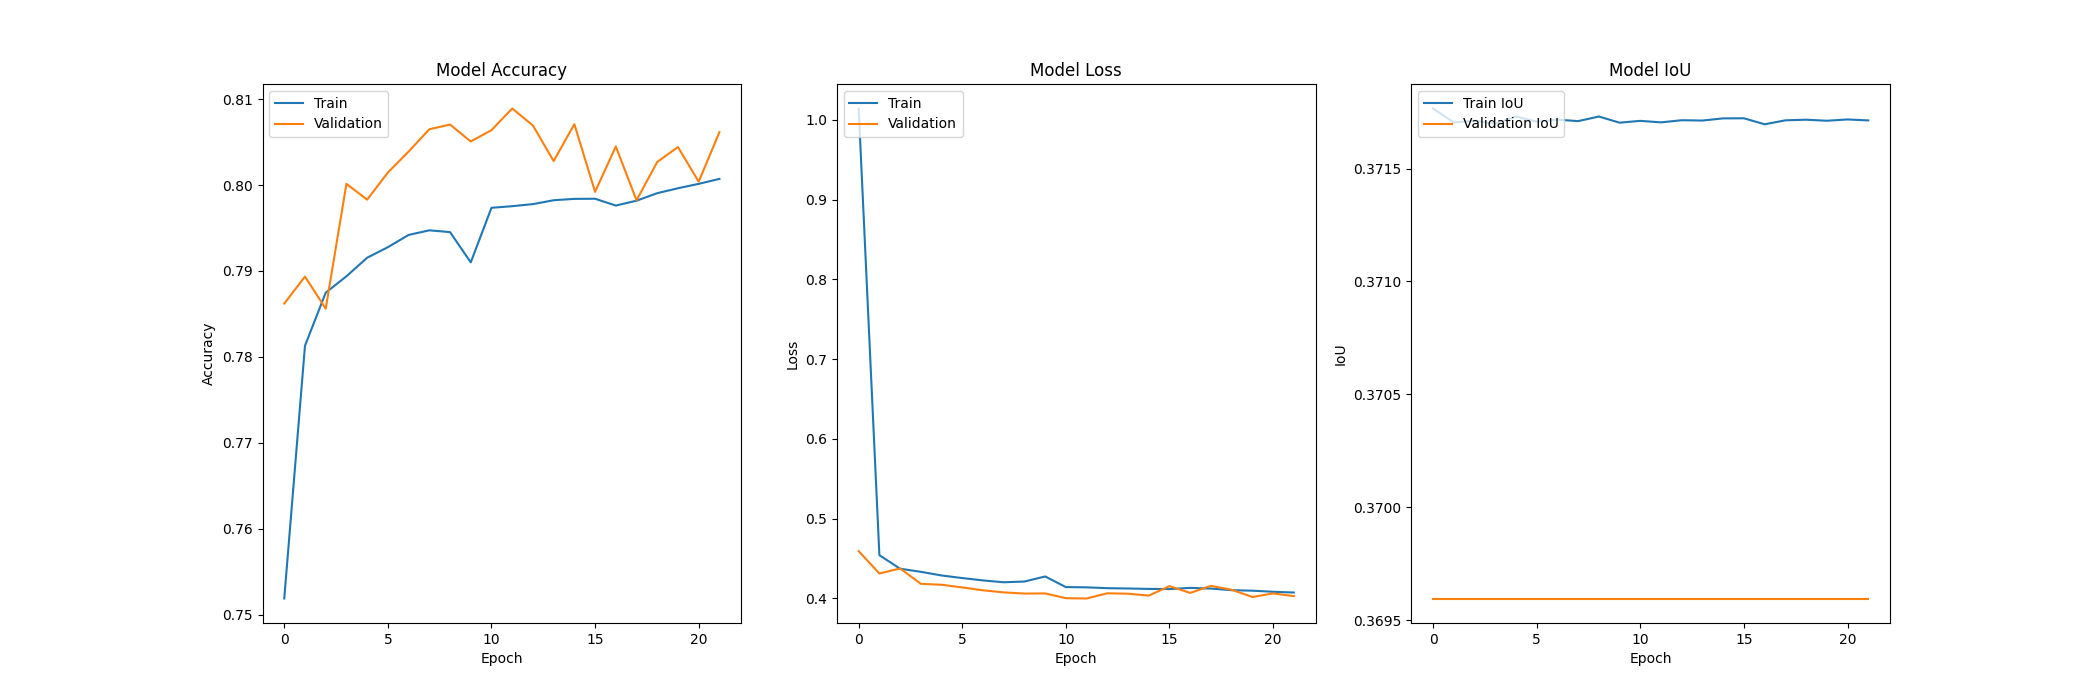 Model Accuracy
Train
Validation
0.81
0.80
0.79
0.78
0.77
0.76
0.75
Accuracy
0 5 10 15 20
Epoch
Model Loss
Train
Validation
1.0
0.9
0.8
0.7
0.6
0.5
0.4
Loss
0 5 10 15 20
Epoch
Model IoU
Train IoU
Validation IoU
0.3715
0.3710
0.3705
0.3700
0.3695
IoU
0 5 10 15 20
Epoch